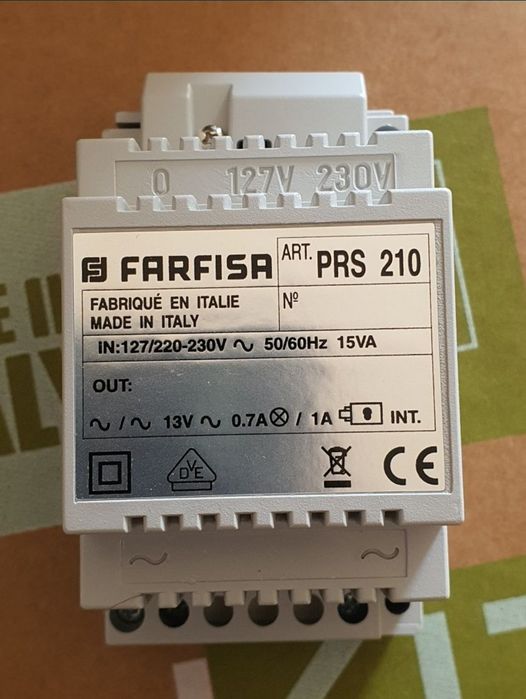 0 127V 230V
FARFISA
ART. PRS 210
FABRIQUÉ EN ITALIE
MADE IN ITALY
Nº
IN:127/220-230V ∿ 50/60Hz 15VA
OUT:
∿ / ∿ 13V ∿ 0.7A / 1A INT.
DVE
CE
∿ ∿